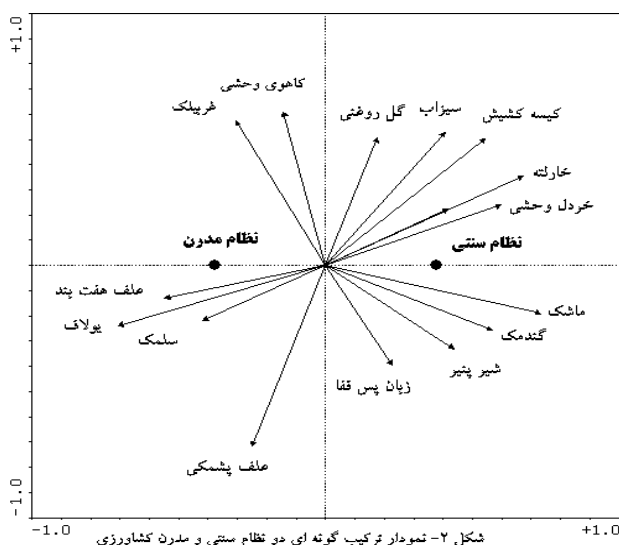 +1.0
کاهوی وحشی
غربیلک
گل روغنی
سیزاب
کیسه کشیش
خارلته
خردل وحشی
نظام مدرن
نظام سنتی
علف هفت بند
یولاف
سلمک
ماشک
گندمک
شیر پنیر
زبان پس قفا
علف پشمکی
-1.0
-1.0
+1.0
شکل ۲- نمودار ترکیب گونه ای دو نظام سنتی و مدرن کشاورزی